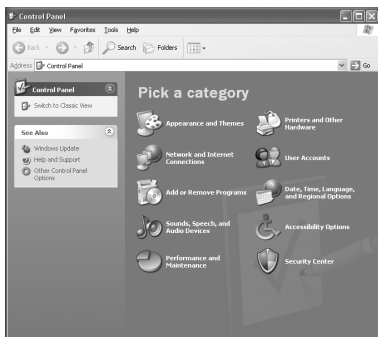 Control Panel
File Edit View Favorites Tools Help
Back Search Folders
Address Control Panel Go
Control Panel
Switch to Classic View
See Also
Windows Update
Help and Support
Other Control Panel
Options
Pick a category
Appearance and Themes
Printers and Other
Hardware
Network and Internet
Connections
User Accounts
Add or Remove Programs
Date, Time, Language,
and Regional Options
Sounds, Speech, and
Audio Devices
Accessibility Options
Performance and
Maintenance
Security Center